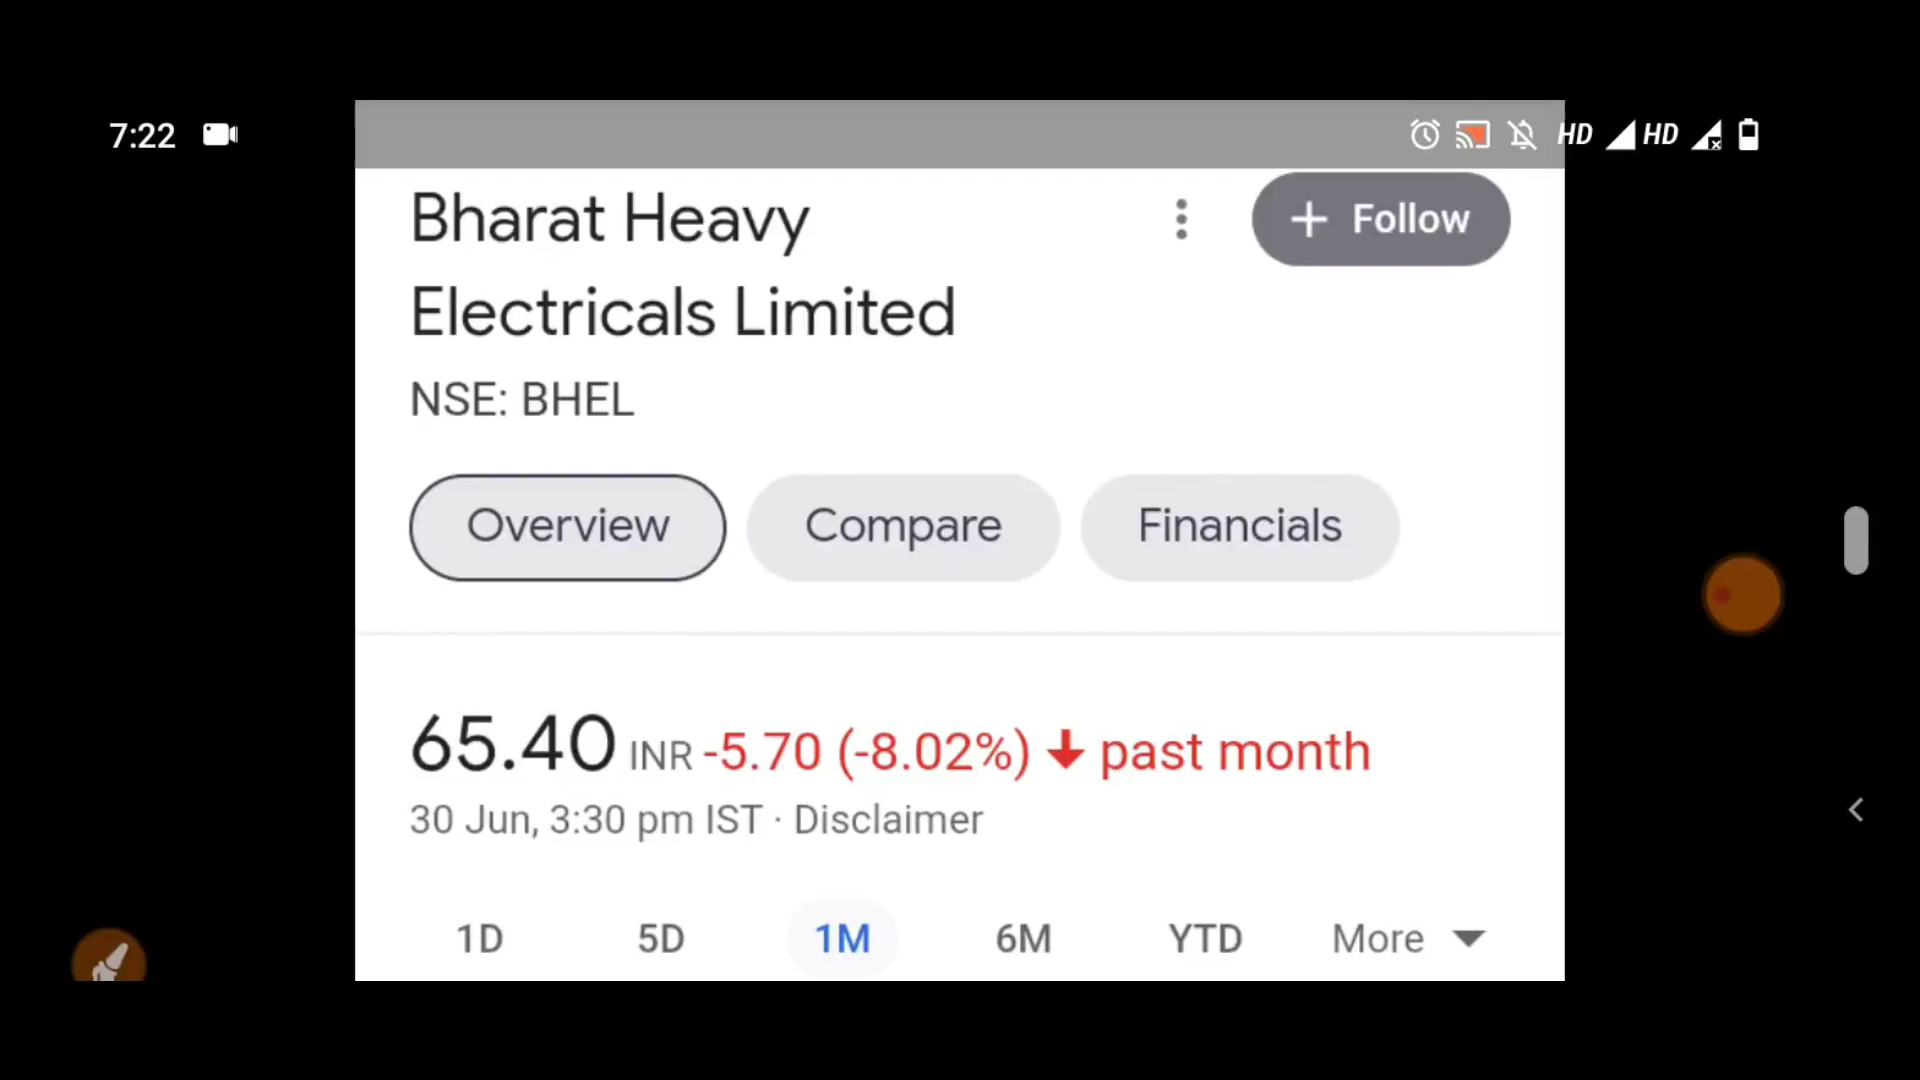 7:22 HD HD
Bharat Heavy
+ Follow
Electricals Limited
NSE: BHEL
Overview Compare Financials
65.40 INR -5.70 (-8.02%) ↓ past month
30 Jun, 3:30 pm IST · Disclaimer
1D 5D 1M 6M YTD More